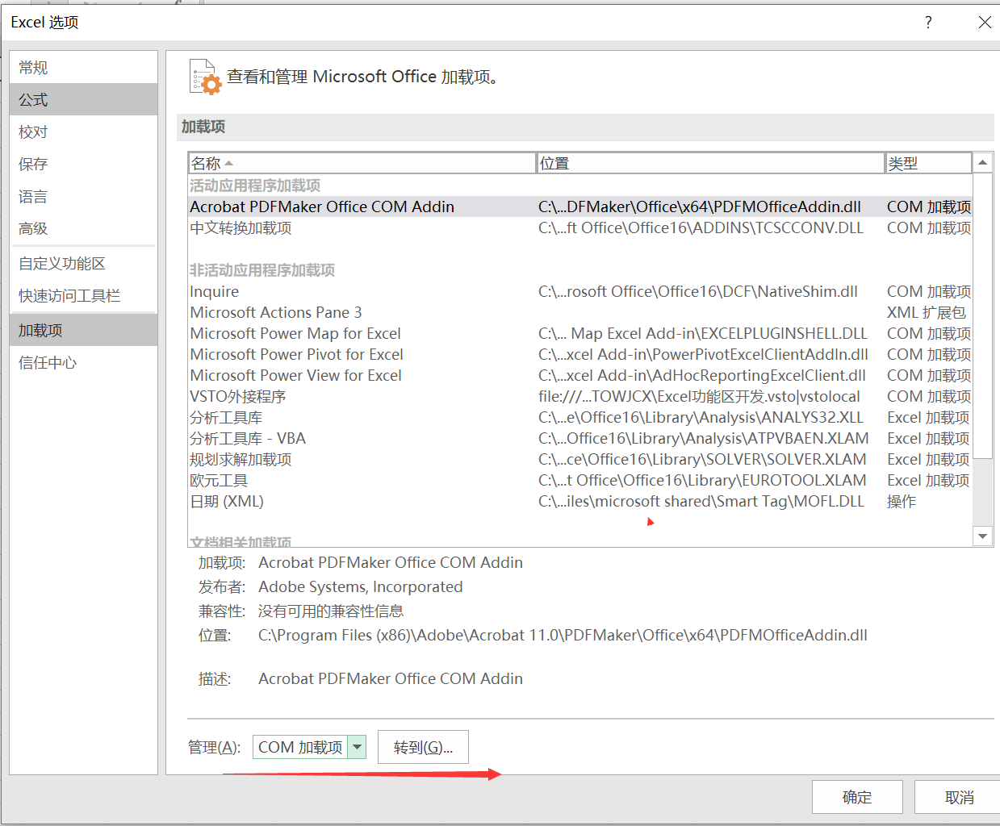 Excel 选项
?
常规
公式
校对
保存
语言
高级
自定义功能区
快速访问工具栏
加载项
信任中心
查看和管理 Microsoft Office 加载项。
加载项
名称 位置 类型
活动应用程序加载项
Acrobat PDFMaker Office COM Addin C:\...DFMaker\Office\x64\PDFMOfficeAddin.dll COM 加载项
中文转换加载项 C:\...ft Office\Office16\ADDINS\TCSCCONV.DLL COM 加载项
非活动应用程序加载项
Inquire C:\...rosoft Office\Office16\DCF\NativeShim.dll COM 加载项
Microsoft Actions Pane 3 XML 扩展包
Microsoft Power Map for Excel C:\... Map Excel Add-in\EXCELPLUGINSHELL.DLL COM 加载项
Microsoft Power Pivot for Excel C:\...xcel Add-in\PowerPivotExcelClientAddIn.dll COM 加载项
Microsoft Power View for Excel C:\...xcel Add-in\AdHocReportingExcelClient.dll COM 加载项
VSTO外接程序 file:///...TOWJCX\Excel功能区开发.vsto|vstolocal COM 加载项
分析工具库 C:\...e\Office16\Library\Analysis\ANALYS32.XLL Excel 加载项
分析工具库 - VBA C:\...Office16\Library\Analysis\ATPVBAEN.XLAM Excel 加载项
规划求解加载项 C:\...ce\Office16\Library\SOLVER\SOLVER.XLAM Excel 加载项
欧元工具 C:\...t Office\Office16\Library\EUROTOOL.XLAM Excel 加载项
日期 (XML) C:\...iles\microsoft shared\Smart Tag\MOFL.DLL 操作
文档相关加载项
加载项: Acrobat PDFMaker Office COM Addin
发布者: Adobe Systems, Incorporated
兼容性: 没有可用的兼容性信息
位置: C:\Program Files (x86)\Adobe\Acrobat 11.0\PDFMaker\Office\x64\PDFMOfficeAddin.dll
描述: Acrobat PDFMaker Office COM Addin
管理(A): COM 加载项 转到(G)...
确定 取消